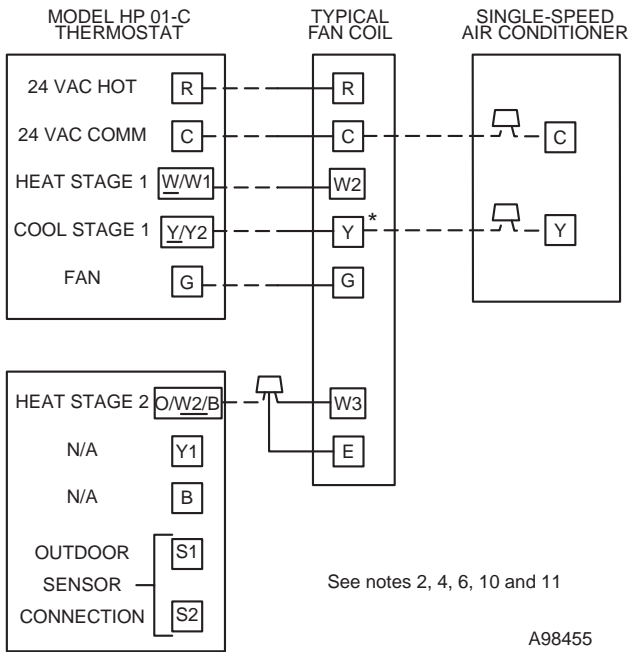 MODEL HP 01-C
THERMOSTAT
TYPICAL
FAN COIL
SINGLE-SPEED
AIR CONDITIONER
24 VAC HOT R R
24 VAC COMM C C C
HEAT STAGE 1 W/W1 W2
COOL STAGE 1 Y/Y2 Y * Y
FAN G G
HEAT STAGE 2 O/W2/B W3
N/A Y1 E
N/A B
OUTDOOR S1
SENSOR
CONNECTION S2
See notes 2, 4, 6, 10 and 11
A98455